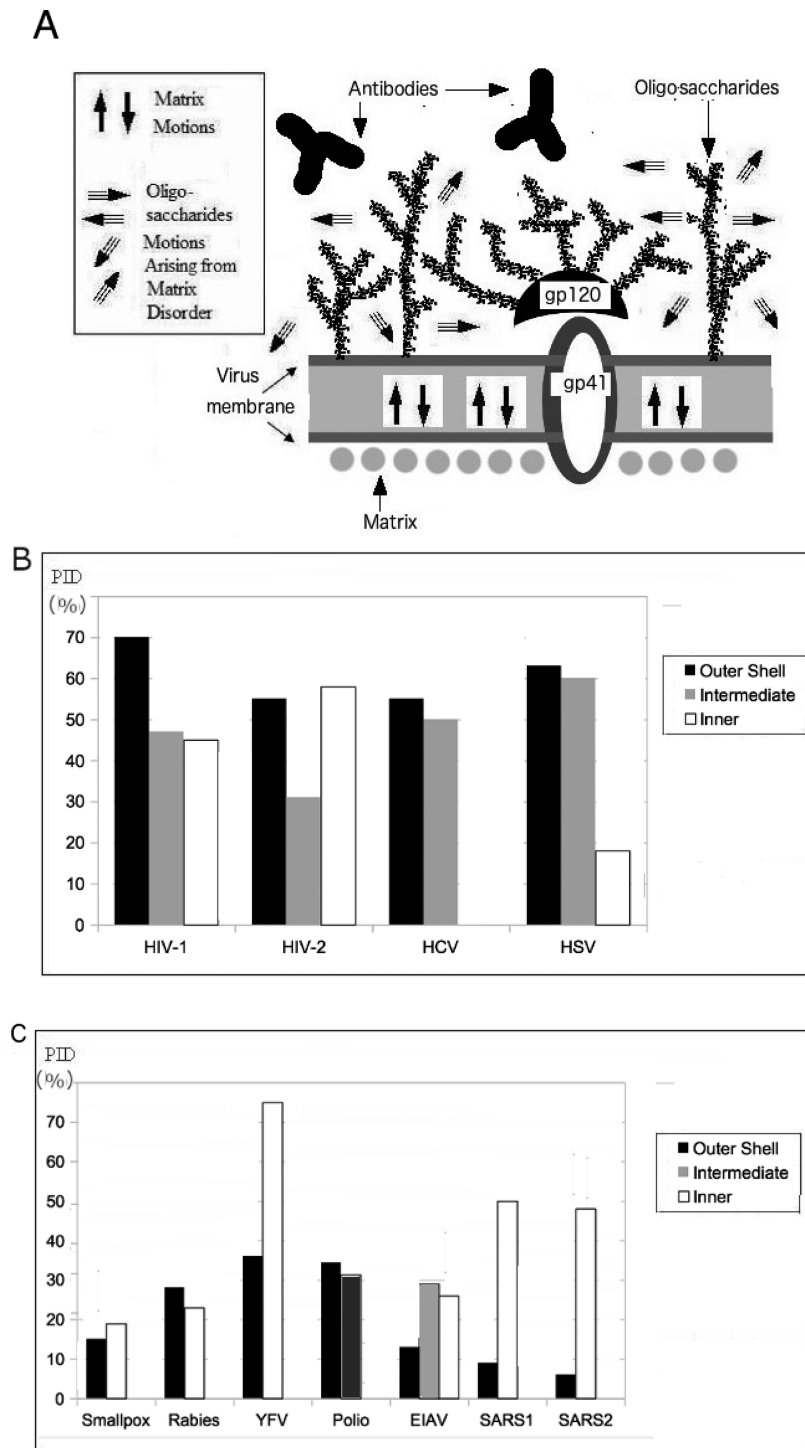 A
Matrix
Motions
Oligo-
saccharides
Motions
Arising from
Matrix
Disorder
Antibodies
Oligo-saccharides
gp120
gp41
Virus
membrane
Matrix
B
PID
(%)
70
60
50
40
30
20
10
0
HIV-1 HIV-2 HCV HSV
Outer Shell
Intermediate
Inner
C
PID
(%)
70
60
50
40
30
20
10
0
Smallpox Rabies YFV Polio EIAV SARS1 SARS2
Outer Shell
Intermediate
Inner